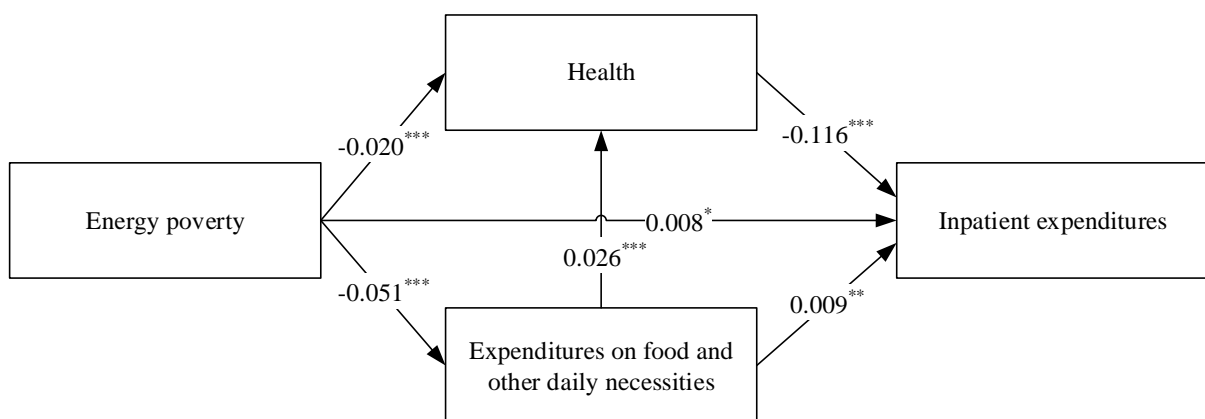 Health
-0.020***
-0.116***
Energy poverty
0.008*
Inpatient expenditures
0.026***
-0.051***
0.009**
Expenditures on food and
other daily necessities